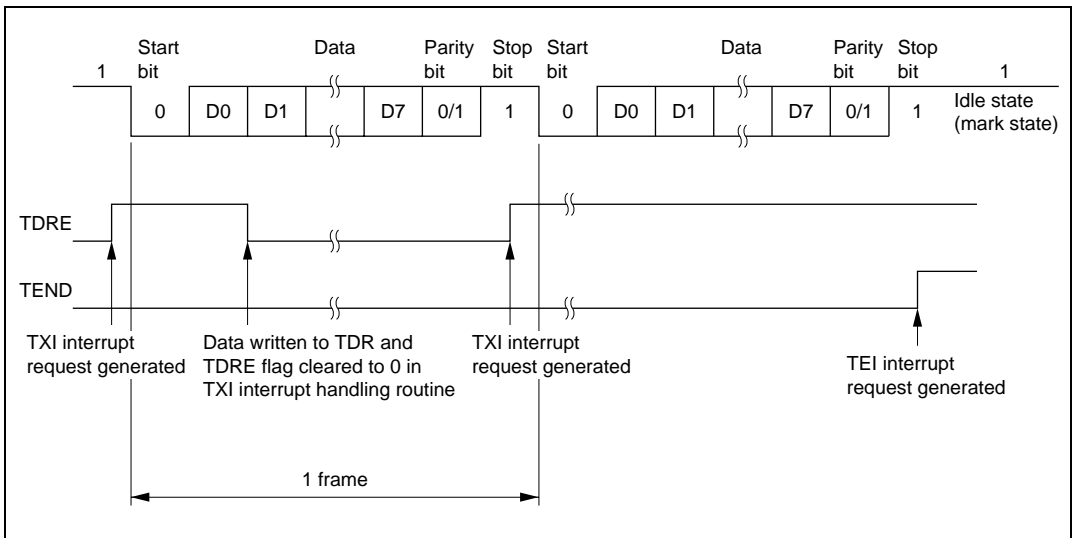 Start bit
Data
Parity bit
Stop bit
Start bit
Data
Parity bit
Stop bit
1
1
0
D0
D1
D7
0/1
1
0
D0
D1
D7
0/1
1
Idle state
(mark state)
TDRE
TEND
TXI interrupt
request generated
Data written to TDR and
TDRE flag cleared to 0 in
TXI interrupt handling routine
TXI interrupt
request generated
TEI interrupt
request generated
1 frame